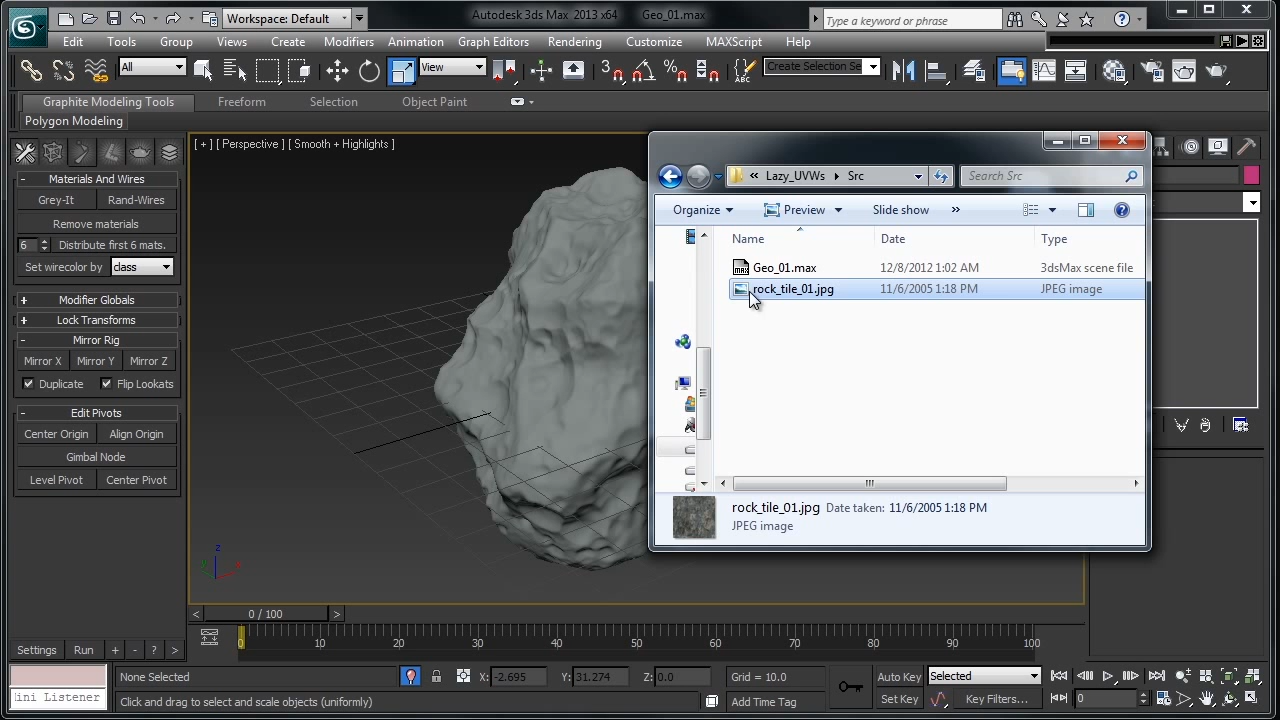 Workspace: Default
Autodesk 3ds Max 2013 x64 Geo_01.max
Type a keyword or phrase
Edit Tools Group Views Create Modifiers Animation Graph Editors Rendering Customize MAXScript Help
All
View
Create Selection Se
Graphite Modeling Tools Freeform Selection Object Paint
Polygon Modeling
[ + ] [ Perspective ] [ Smooth + Highlight ]
- Materials And Wires
Grey-It Rand-Wires
Remove materials
6 Distribute first 6 mats.
Set wirecolor by class
+ Modifier Globals
+ Lock Transforms
- Mirror Rig
Mirror X Mirror Y Mirror Z
Duplicate Flip Lookats
- Edit Pivots
Center Origin Align Origin
Gimbal Node
Level Pivot Center Pivot
Lazy_UVWs Src
Search Src
Organize Preview Slide show »
Name Date Type
Geo_01.max 12/8/2012 1:02 AM 3dsMax scene file
rock_tile_01.jpg 11/6/2005 1:18 PM JPEG image
rock_tile_01.jpg Date taken: 11/6/2005 1:18 PM
JPEG image
z
x
< 0 / 100 >
0 10 20 30 40 50 60 70 80 90 100
Settings Run + - ? >
None Selected X: -2.695 Y: 31.274 Z: 0.0 Grid = 10.0 Auto Key Selected
Mini Listener Click and drag to select and scale objects (uniformly) Add Time Tag Set Key Key Filters... 0